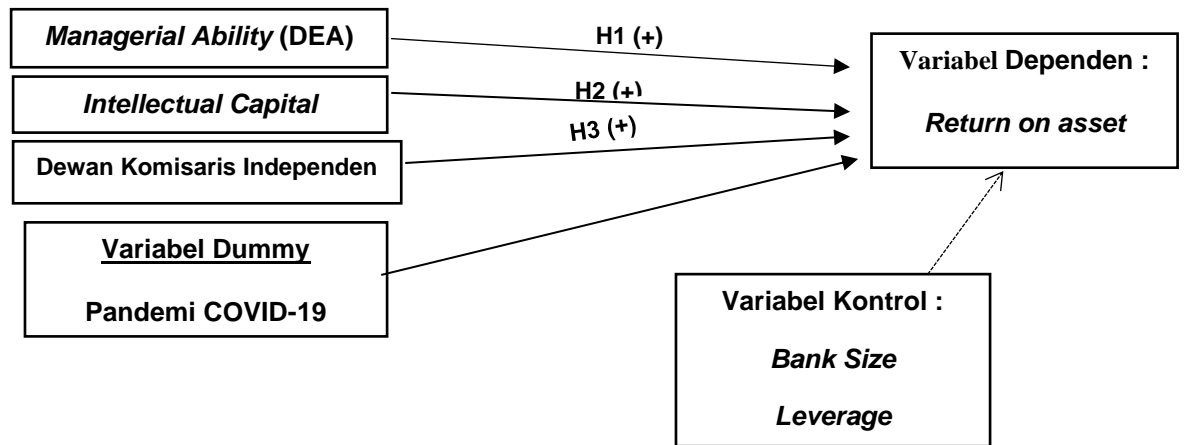 Managerial Ability (DEA)
H1 (+)
Variabel Dependen :
Return on asset
Intellectual Capital
H2 (+)
H3 (+)
Dewan Komisaris Independen
Variabel Dummy
Pandemi COVID-19
Variabel Kontrol :
Bank Size
Leverage